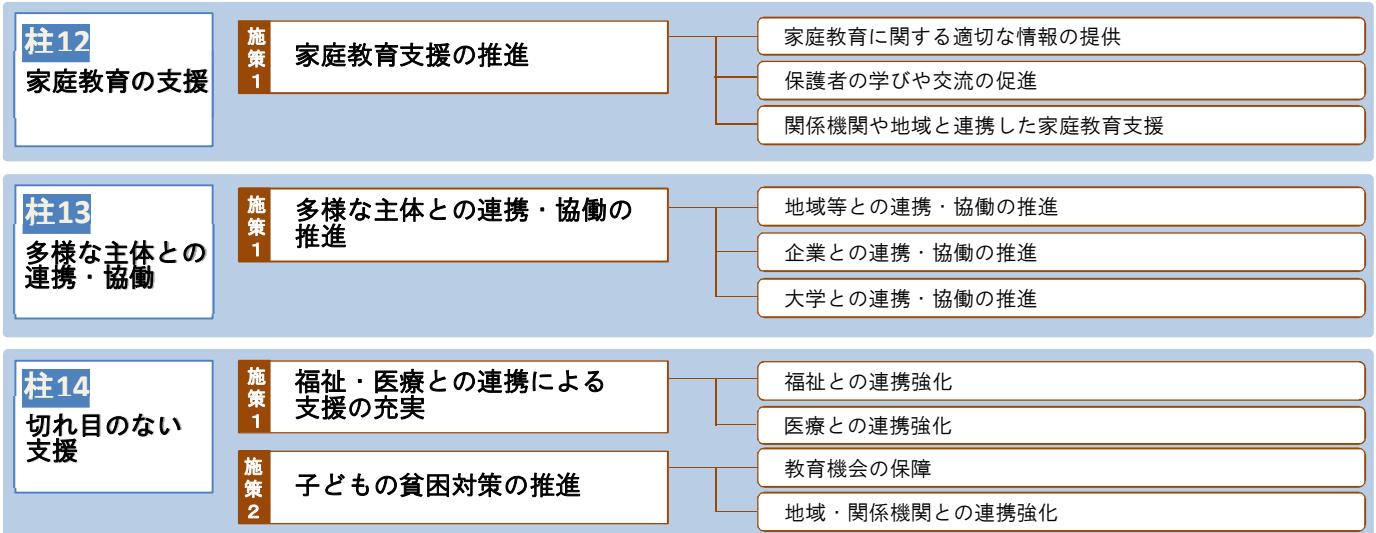 柱12
家庭教育の支援
施策1
家庭教育支援の推進
家庭教育に関する適切な情報の提供
保護者の学びや交流の促進
関係機関や地域と連携した家庭教育支援
柱13
多様な主体との
連携・協働
施策1
多様な主体との連携・協働の
推進
地域等との連携・協働の推進
企業との連携・協働の推進
大学との連携・協働の推進
柱14
切れ目のない
支援
施策1
福祉・医療との連携による
支援の充実
福祉との連携強化
医療との連携強化
施策2
子どもの貧困対策の推進
教育機会の保障
地域・関係機関との連携強化